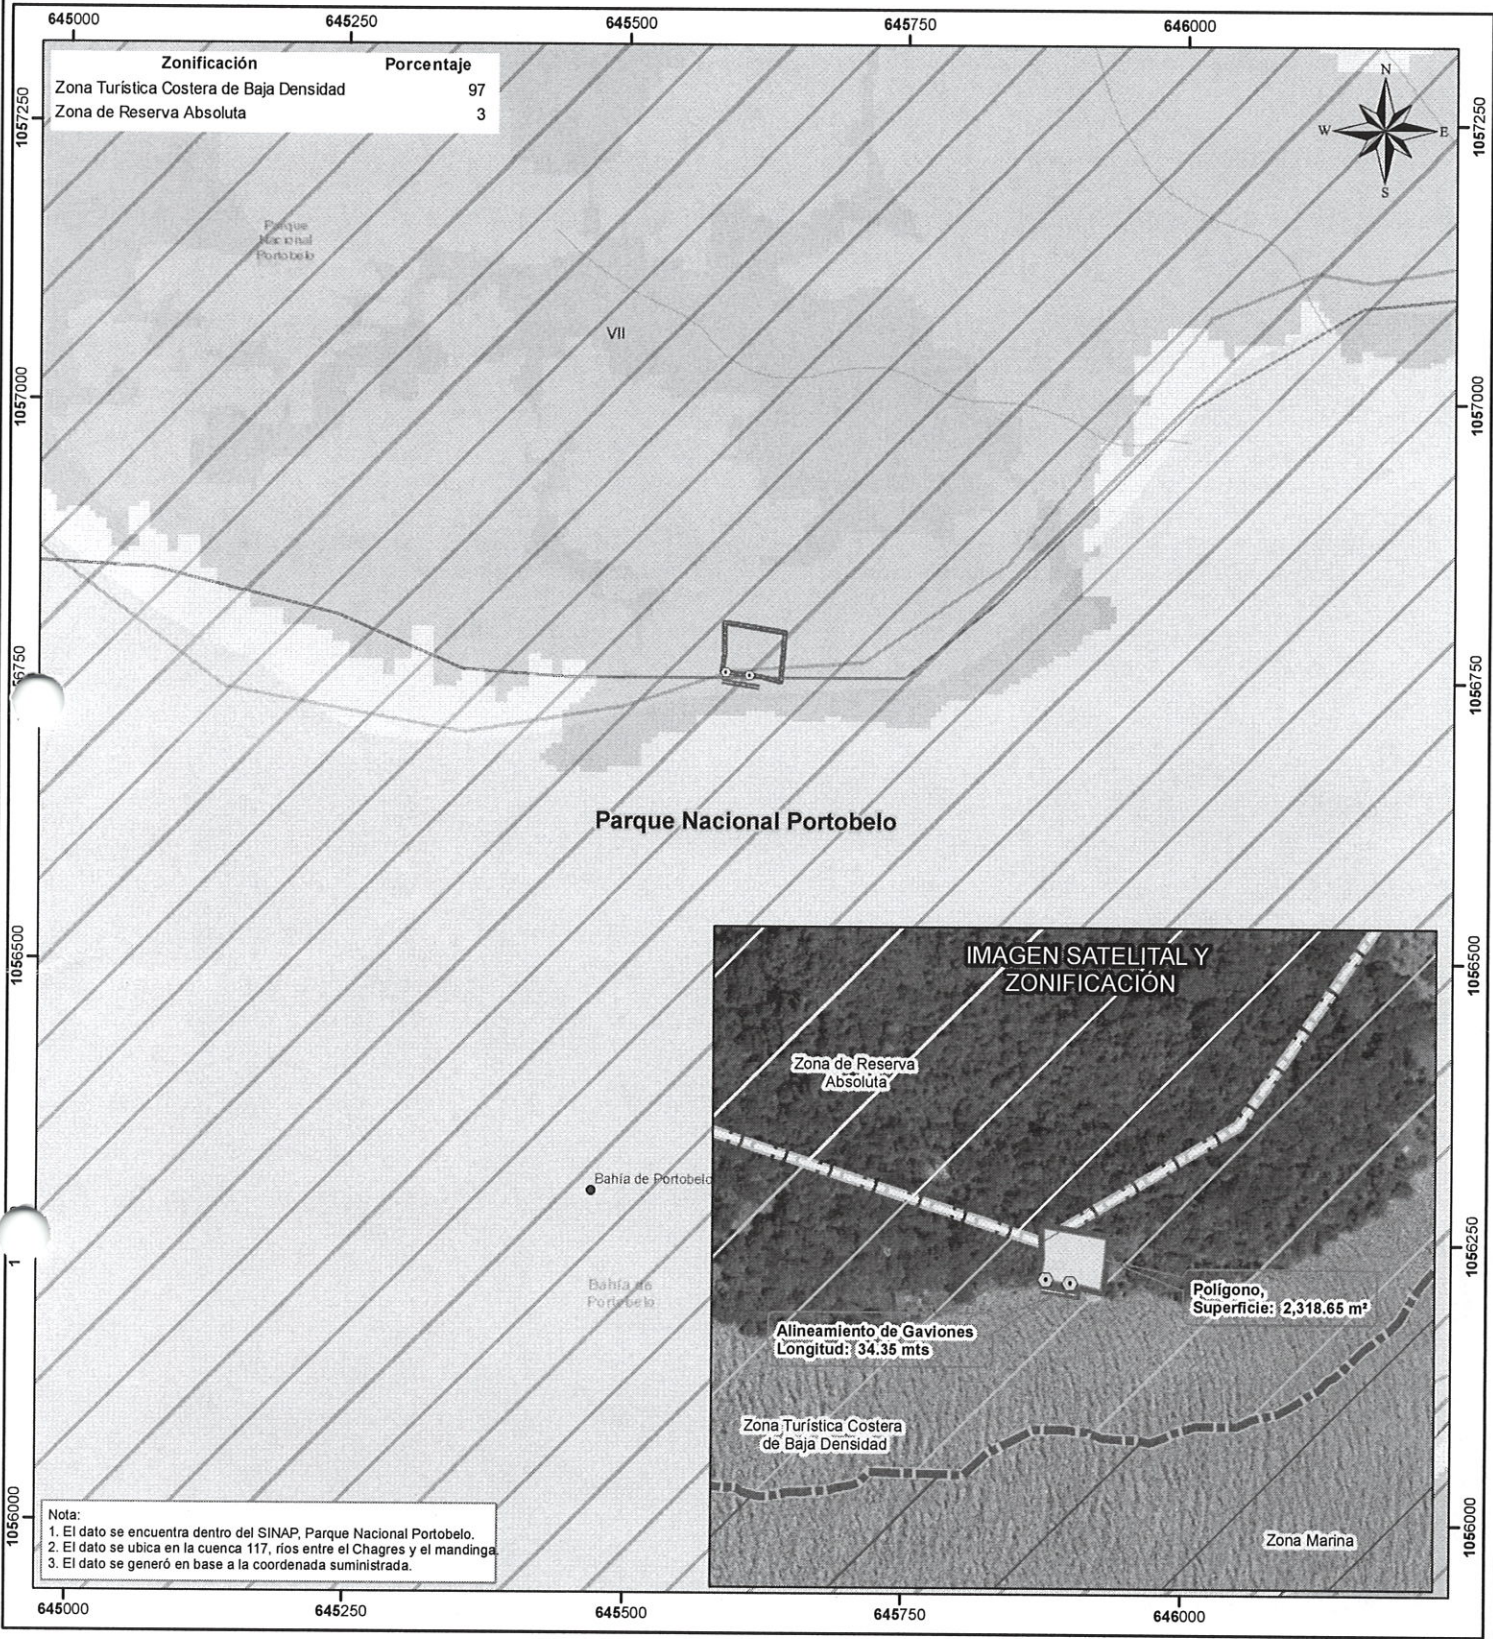 645000 645250 645500 645750 646000
Zonificación Porcentaje
Zona Turística Costera de Baja Densidad 97
Zona de Reserva Absoluta 3
N
W E
S
1057250 1057250
Parque
Nacional
Portobelo
VII
1057000 1057000
56750 1056750
Parque Nacional Portobelo
1056500 1056500
IMAGEN SATELITAL Y
ZONIFICACIÓN
Zona de Reserva
Absoluta
Bahía de Portobelo
1 1056250
Bahía de
Portobelo
Polígono,
Superficie: 2,318.65 m²
Alineamiento de Gaviones
Longitud: 34.35 mts
Zona Turística Costera
de Baja Densidad
Zona Marina
1056000 1056000
Nota:
1. El dato se encuentra dentro del SINAP, Parque Nacional Portobelo.
2. El dato se ubica en la cuenca 117, ríos entre el Chagres y el mandinga.
3. El dato se generó en base a la coordenada suministrada.
645000 645250 645500 645750 646000